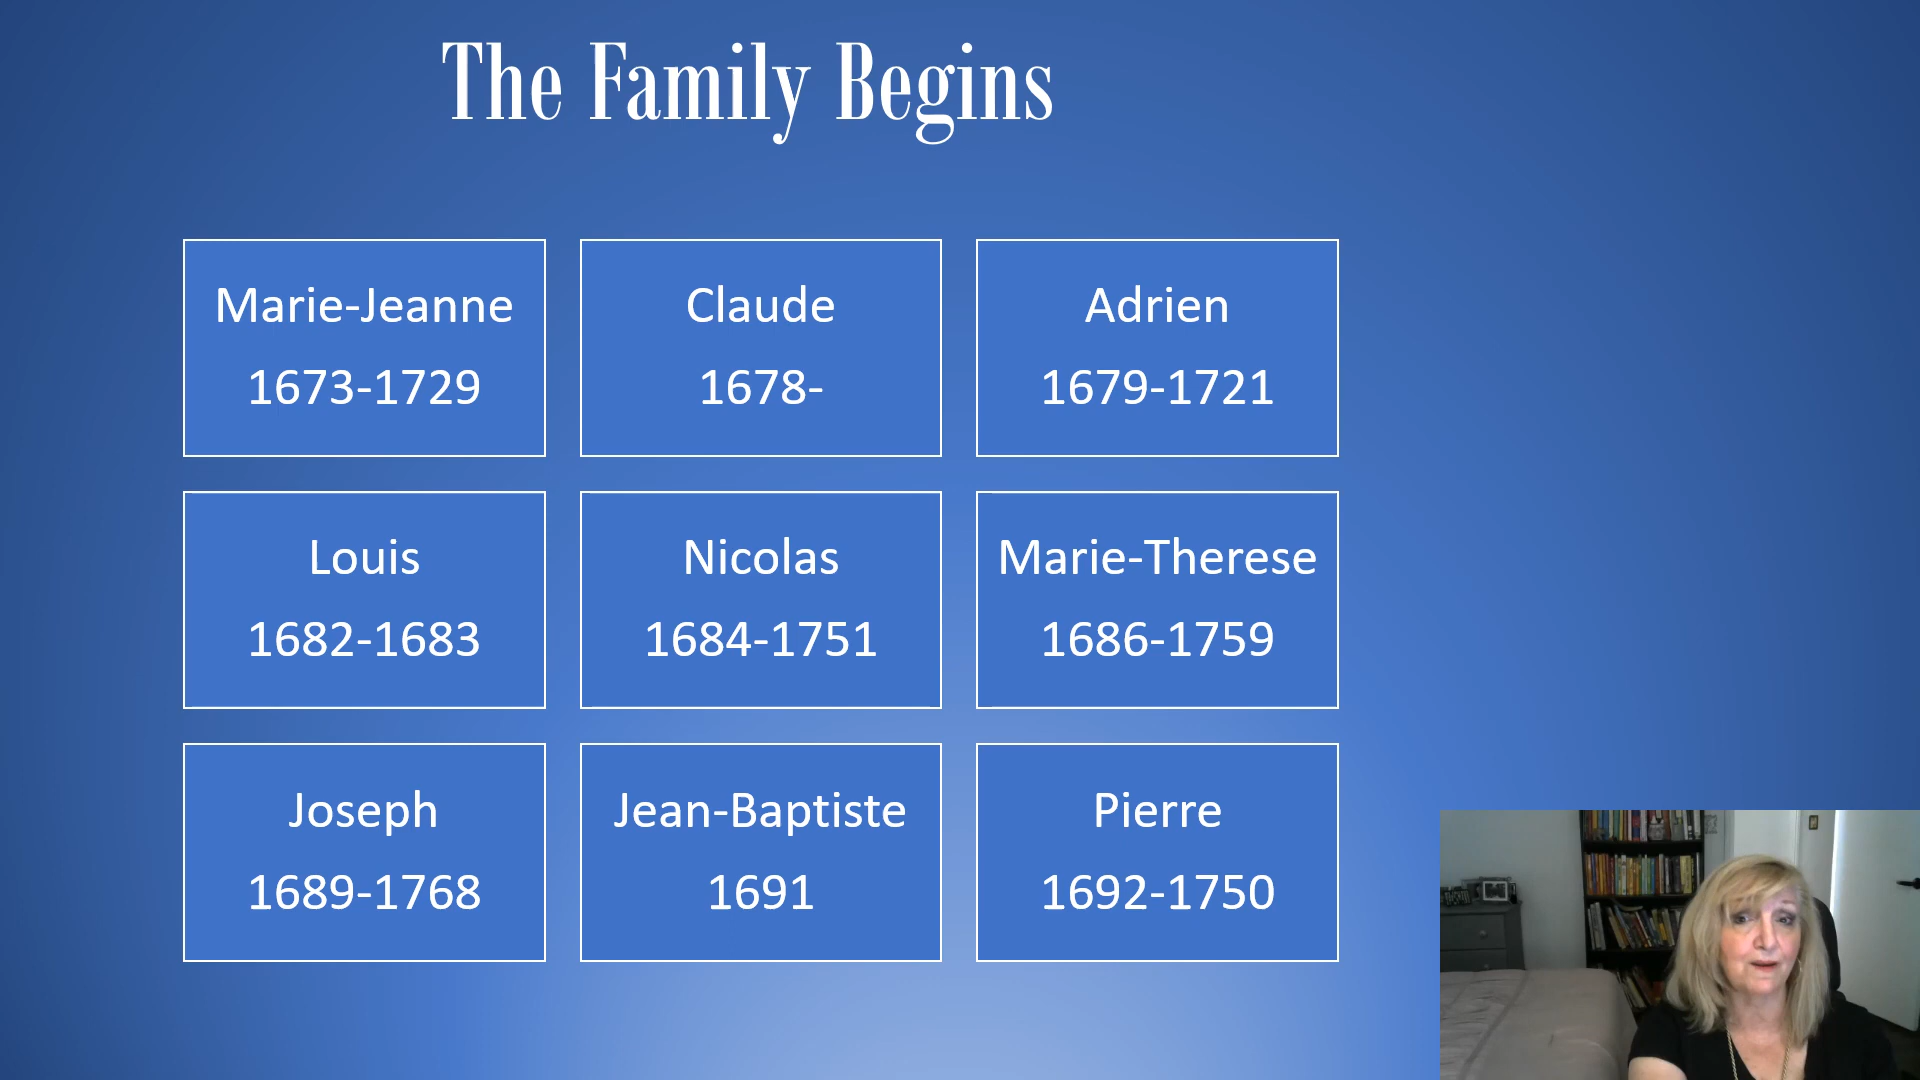 The Family Begins
Marie-Jeanne
1673-1729
Claude
1678-
Adrien
1679-1721
Louis
1682-1683
Nicolas
1684-1751
Marie-Therese
1686-1759
Joseph
1689-1768
Jean-Baptiste
1691
Pierre
1692-1750